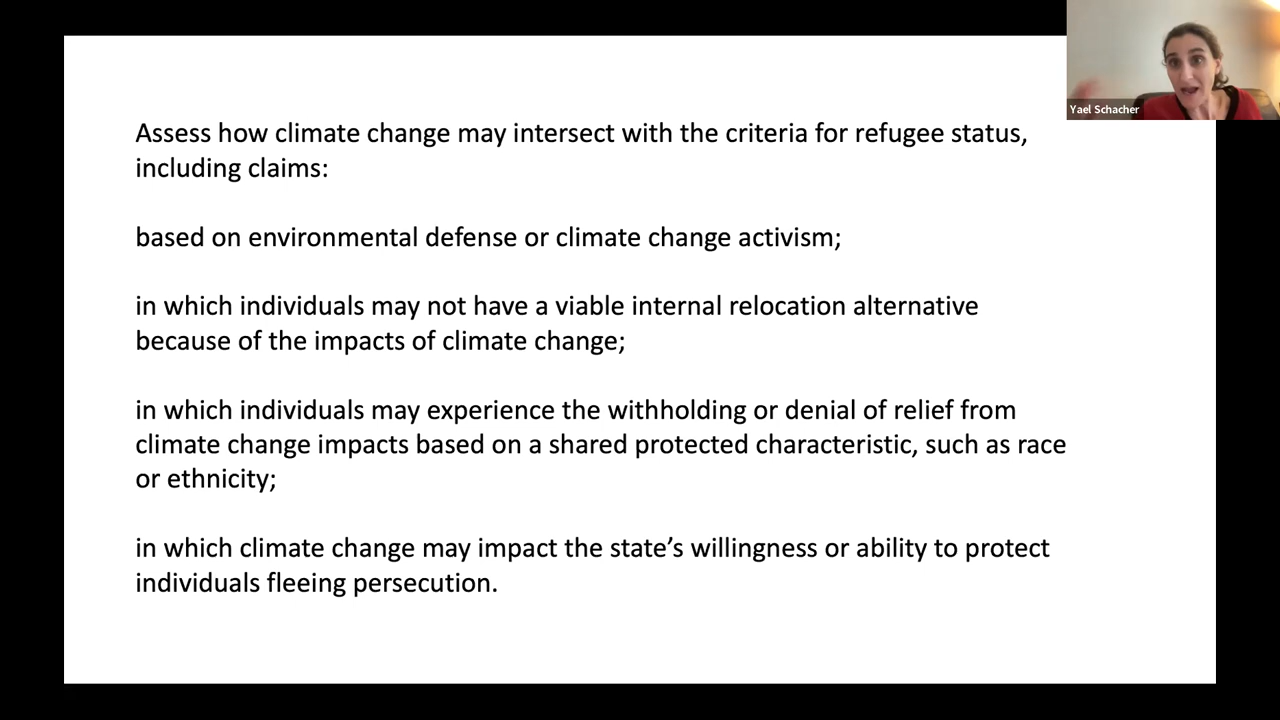 Yael Schacher
Assess how climate change may intersect with the criteria for refugee status,
including claims:
based on environmental defense or climate change activism;
in which individuals may not have a viable internal relocation alternative
because of the impacts of climate change;
in which individuals may experience the withholding or denial of relief from
climate change impacts based on a shared protected characteristic, such as race
or ethnicity;
in which climate change may impact the state’s willingness or ability to protect
individuals fleeing persecution.